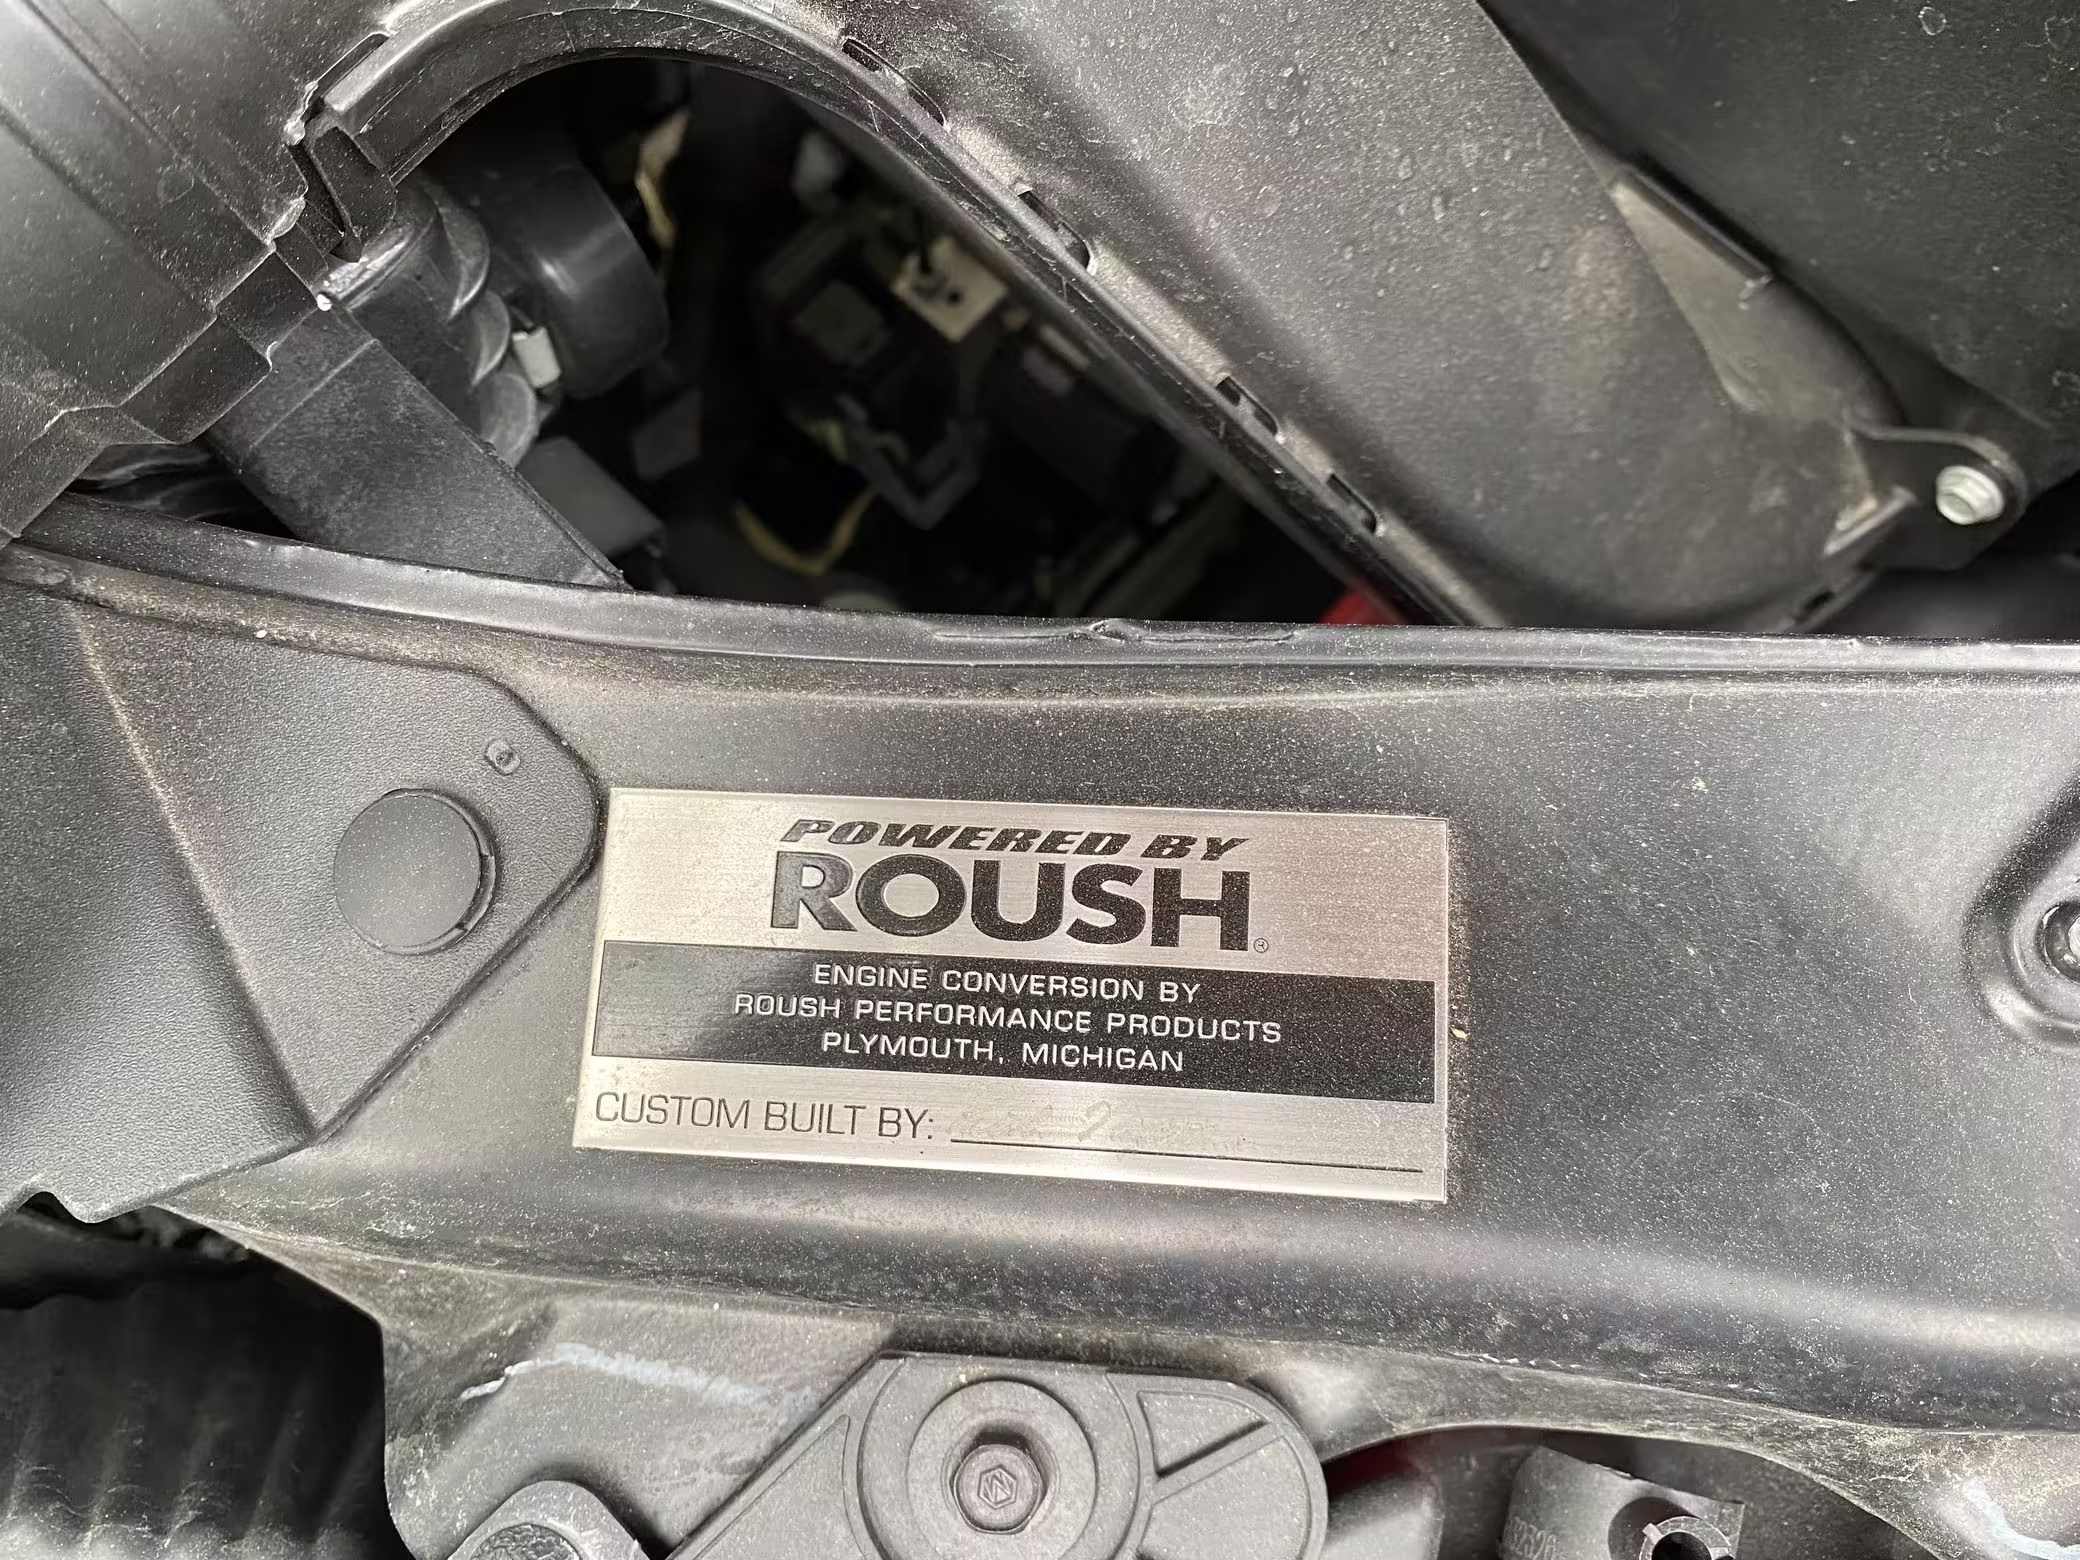 POWERED BY
ROUSH®
ENGINE CONVERSION BY
ROUSH PERFORMANCE PRODUCTS
PLYMOUTH, MICHIGAN
CUSTOM BUILT BY: